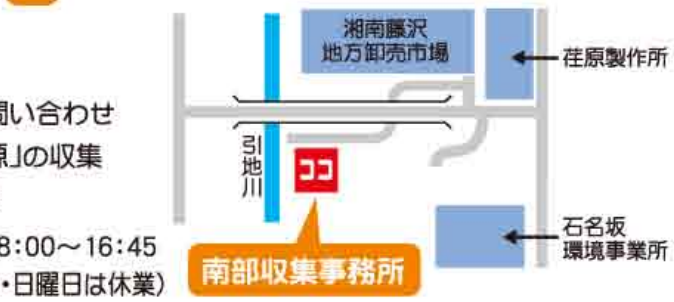 湘南藤沢
地方卸売市場
荏原製作所
問い合わせ
」の収集
引地川
ココ
石名坂
環境事業所
8:00～16:45
・日曜日は休業）
南部収集事務所